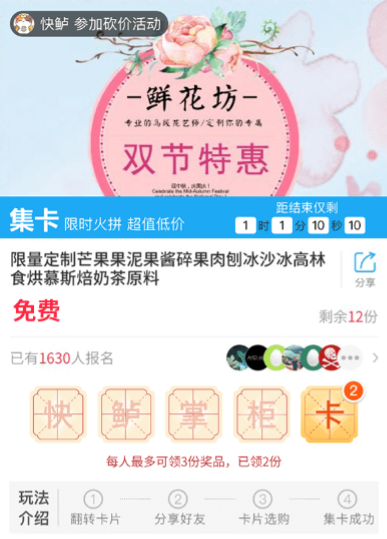 快鲈 参加砍价活动
鲜花坊
专业的鸟线花艺师/定制你的专属
双节特惠
迎中秋，庆国庆！
Celebrate the Mid-Autumn Festival
集卡 限时火拼 超值低价
距结束仅剩
1 时 1 分 10 秒 10
限量定制芒果果泥果酱碎果肉刨冰沙冰高林
食烘慕斯焙奶茶原料
分享
免费
剩余12份
已有1630人报名
快 鲈 掌 柜 卡 2
每人最多可领3份奖品，已领2份
玩法
介绍
1 2 3 4
翻转卡片 分享好友 卡片选购 集卡成功